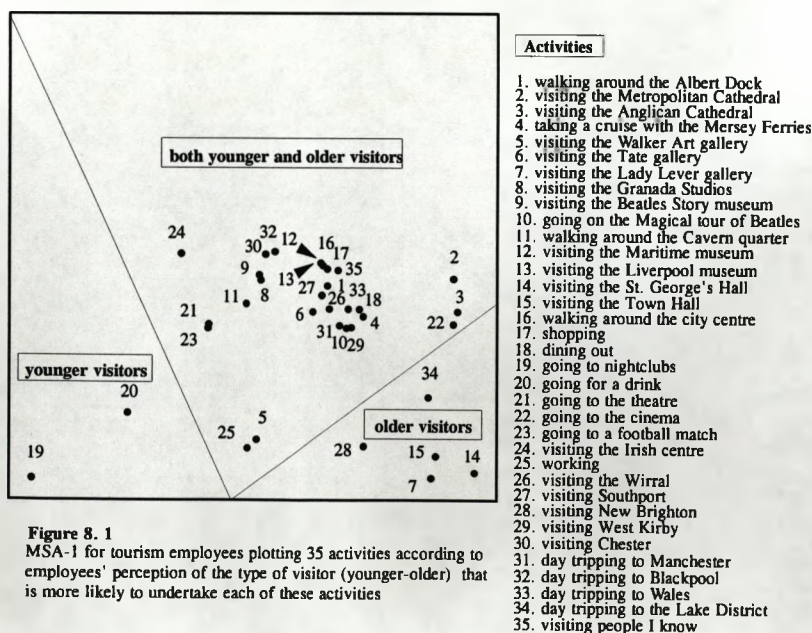 both younger and older visitors
24
32
30
12
16
17
2
9
13
35
8
27
1
33
11
26
18
3
21
6
4
22
23
31
10
29
younger visitors
34
20
older visitors
5
25
28
15
14
19
7
Figure 8. 1
MSA-1 for tourism employees plotting 35 activities according to
employees' perception of the type of visitor (younger-older) that
is more likely to undertake each of these activities
Activities
1. walking around the Albert Dock
2. visiting the Metropolitan Cathedral
3. visiting the Anglican Cathedral
4. taking a cruise with the Mersey Ferries
5. visiting the Walker Art gallery
6. visiting the Tate gallery
7. visiting the Lady Lever gallery
8. visiting the Granada Studios
9. visiting the Beatles Story museum
10. going on the Magical tour of Beatles
11. walking around the Cavern quarter
12. visiting the Maritime museum
13. visiting the Liverpool museum
14. visiting the St. George's Hall
15. visiting the Town Hall
16. walking around the city centre
17. shopping
18. dining out
19. going to nightclubs
20. going for a drink
21. going to the theatre
22. going to the cinema
23. going to a football match
24. visiting the Irish centre
25. working
26. visiting the Wirral
27. visiting Southport
28. visiting New Brighton
29. visiting West Kirby
30. visiting Chester
31. day tripping to Manchester
32. day tripping to Blackpool
33. day tripping to Wales
34. day tripping to the Lake District
35. visiting people I know